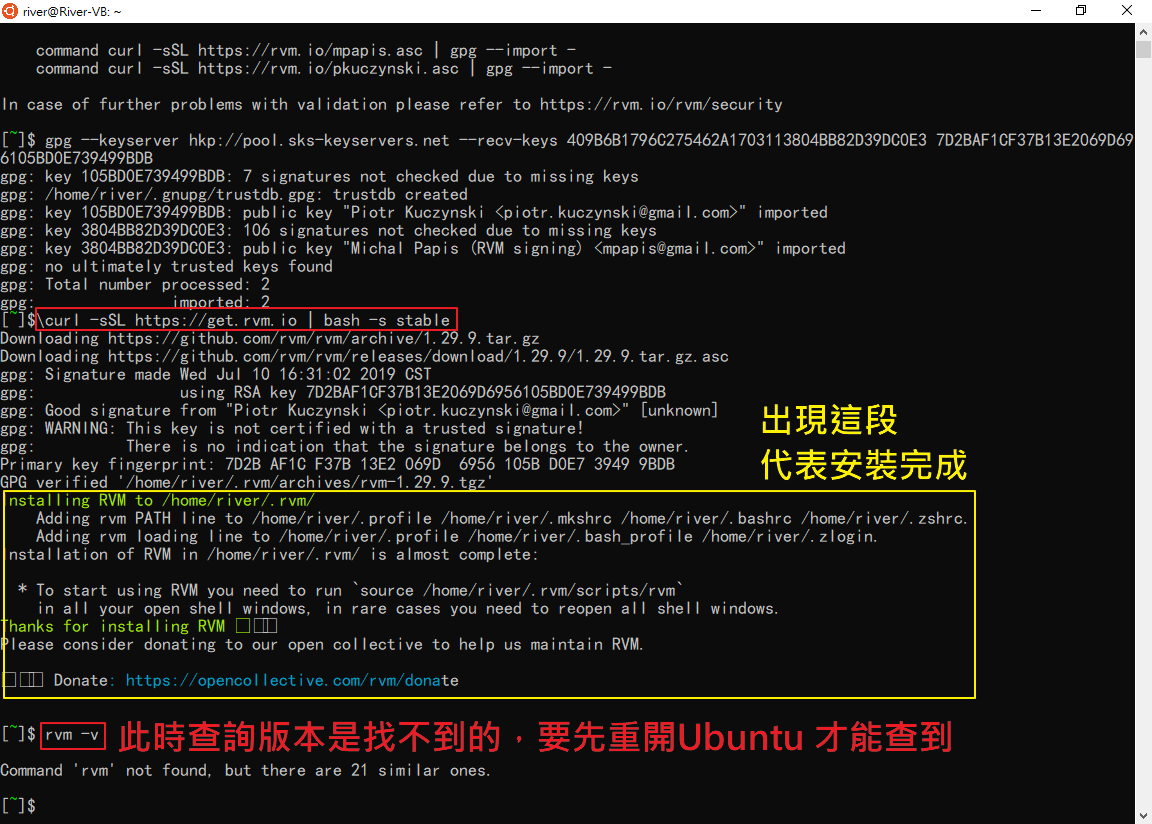 river@River-VB: ~
command curl -sSL https://rvm.io/mpapis.asc | gpg --import -
command curl -sSL https://rvm.io/pkuczynski.asc | gpg --import -
In case of further problems with validation please refer to https://rvm.io/rvm/security
[~]$ gpg --keyserver hkp://pool.sks-keyservers.net --recv-keys 409B6B1796C275462A1703113804BB82D39DC0E3 7D2BAF1CF37B13E2069D69
6105BD0E739499BDB
gpg: key 105BD0E739499BDB: 7 signatures not checked due to missing keys
gpg: /home/river/.gnupg/trustdb.gpg: trustdb created
gpg: key 105BD0E739499BDB: public key "Piotr Kuczynski <piotr.kuczynski@gmail.com>" imported
gpg: key 3804BB82D39DC0E3: 106 signatures not checked due to missing keys
gpg: key 3804BB82D39DC0E3: public key "Michal Papis (RVM signing) <mpapis@gmail.com>" imported
gpg: no ultimately trusted keys found
gpg: Total number processed: 2
gpg:               imported: 2
[~]$\curl -sSL https://get.rvm.io | bash -s stable
Downloading https://github.com/rvm/rvm/archive/1.29.9.tar.gz
Downloading https://github.com/rvm/rvm/releases/download/1.29.9/1.29.9.tar.gz.asc
gpg: Signature made Wed Jul 10 16:31:02 2019 CST
gpg:                using RSA key 7D2BAF1CF37B13E2069D6956105BD0E739499BDB
gpg: Good signature from "Piotr Kuczynski <piotr.kuczynski@gmail.com>" [unknown]
gpg: WARNING: This key is not certified with a trusted signature!
gpg:          There is no indication that the signature belongs to the owner.
Primary key fingerprint: 7D2B AF1C F37B 13E2 069D  6956 105B D0E7 3949 9BDB
GPG verified '/home/river/.rvm/archives/rvm-1.29.9.tgz'
出現這段
代表安裝完成
nstalling RVM to /home/river/.rvm/
Adding rvm PATH line to /home/river/.profile /home/river/.mkshrc /home/river/.bashrc /home/river/.zshrc.
Adding rvm loading line to /home/river/.profile /home/river/.bash_profile /home/river/.zlogin.
nstallation of RVM in /home/river/.rvm/ is almost complete:
* To start using RVM you need to run `source /home/river/.rvm/scripts/rvm`
in all your open shell windows, in rare cases you need to reopen all shell windows.
Thanks for installing RVM
Please consider donating to our open collective to help us maintain RVM.
Donate: https://opencollective.com/rvm/donate
[~]$ rvm -v 此時查詢版本是找不到的，要先重開Ubuntu 才能查到
Command 'rvm' not found, but there are 21 similar ones.
[~]$